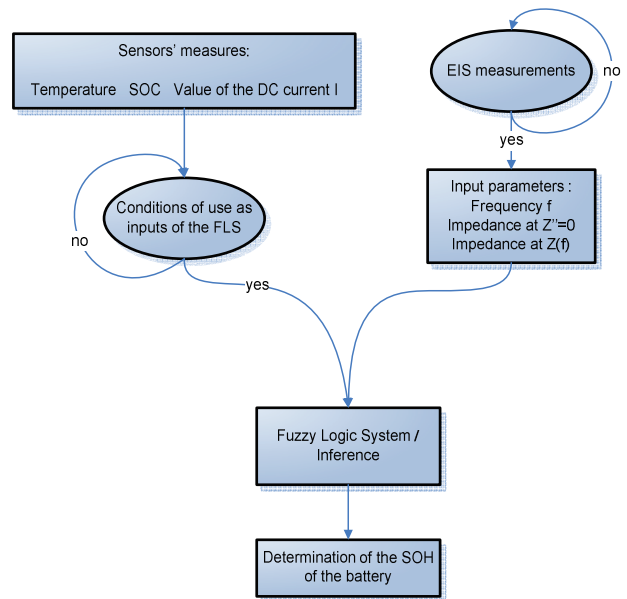 Sensors' measures:
Temperature SOC Value of the DC current I
EIS measurements
no
yes
Input parameters :
Frequency f
Impedance at Z''=0
Impedance at Z(f)
Conditions of use as
inputs of the FLS
no
yes
Fuzzy Logic System /
Inference
Determination of the SOH
of the battery